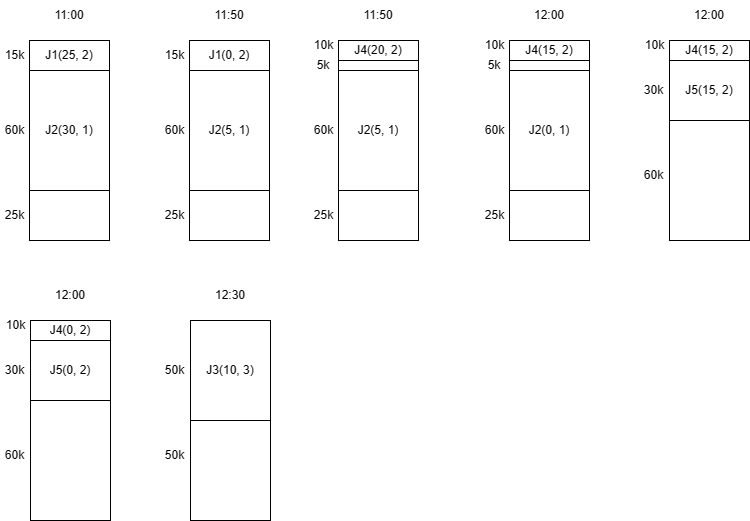 11:00
15k
J1(25, 2)
60k
J2(30, 1)
25k
11:50
15k
J1(0, 2)
60k
J2(5, 1)
25k
11:50
10k
J4(20, 2)
5k
60k
J2(5, 1)
25k
12:00
10k
J4(15, 2)
5k
60k
J2(0, 1)
25k
12:00
10k
J4(15, 2)
30k
J5(15, 2)
60k
12:00
10k
J4(0, 2)
30k
J5(0, 2)
60k
12:30
50k
J3(10, 3)
50k